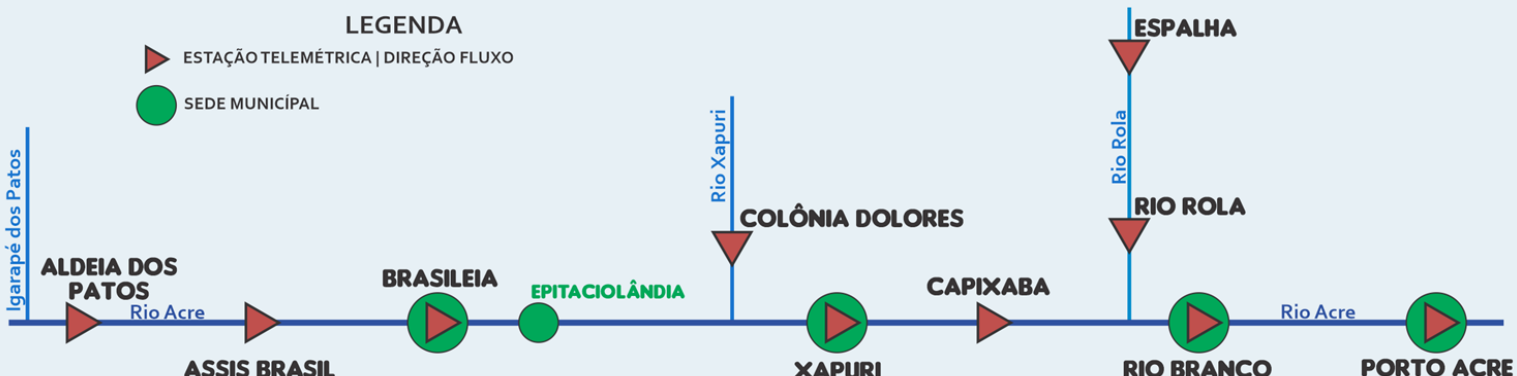 LEGENDA
ESTAÇÃO TELEMÉTRICA | DIREÇÃO FLUXO
SEDE MUNICÍPAL
Igarapé dos Patos
ALDEIA DOS
PATOS
Rio Acre
ASSIS BRASIL
BRASILEIA
EPITACIOLÂNDIA
Rio Xapuri
COLÔNIA DOLORES
XAPURI
CAPIXABA
ESPALHA
Rio Rola
RIO ROLA
RIO BRANCO
Rio Acre
PORTO ACRE